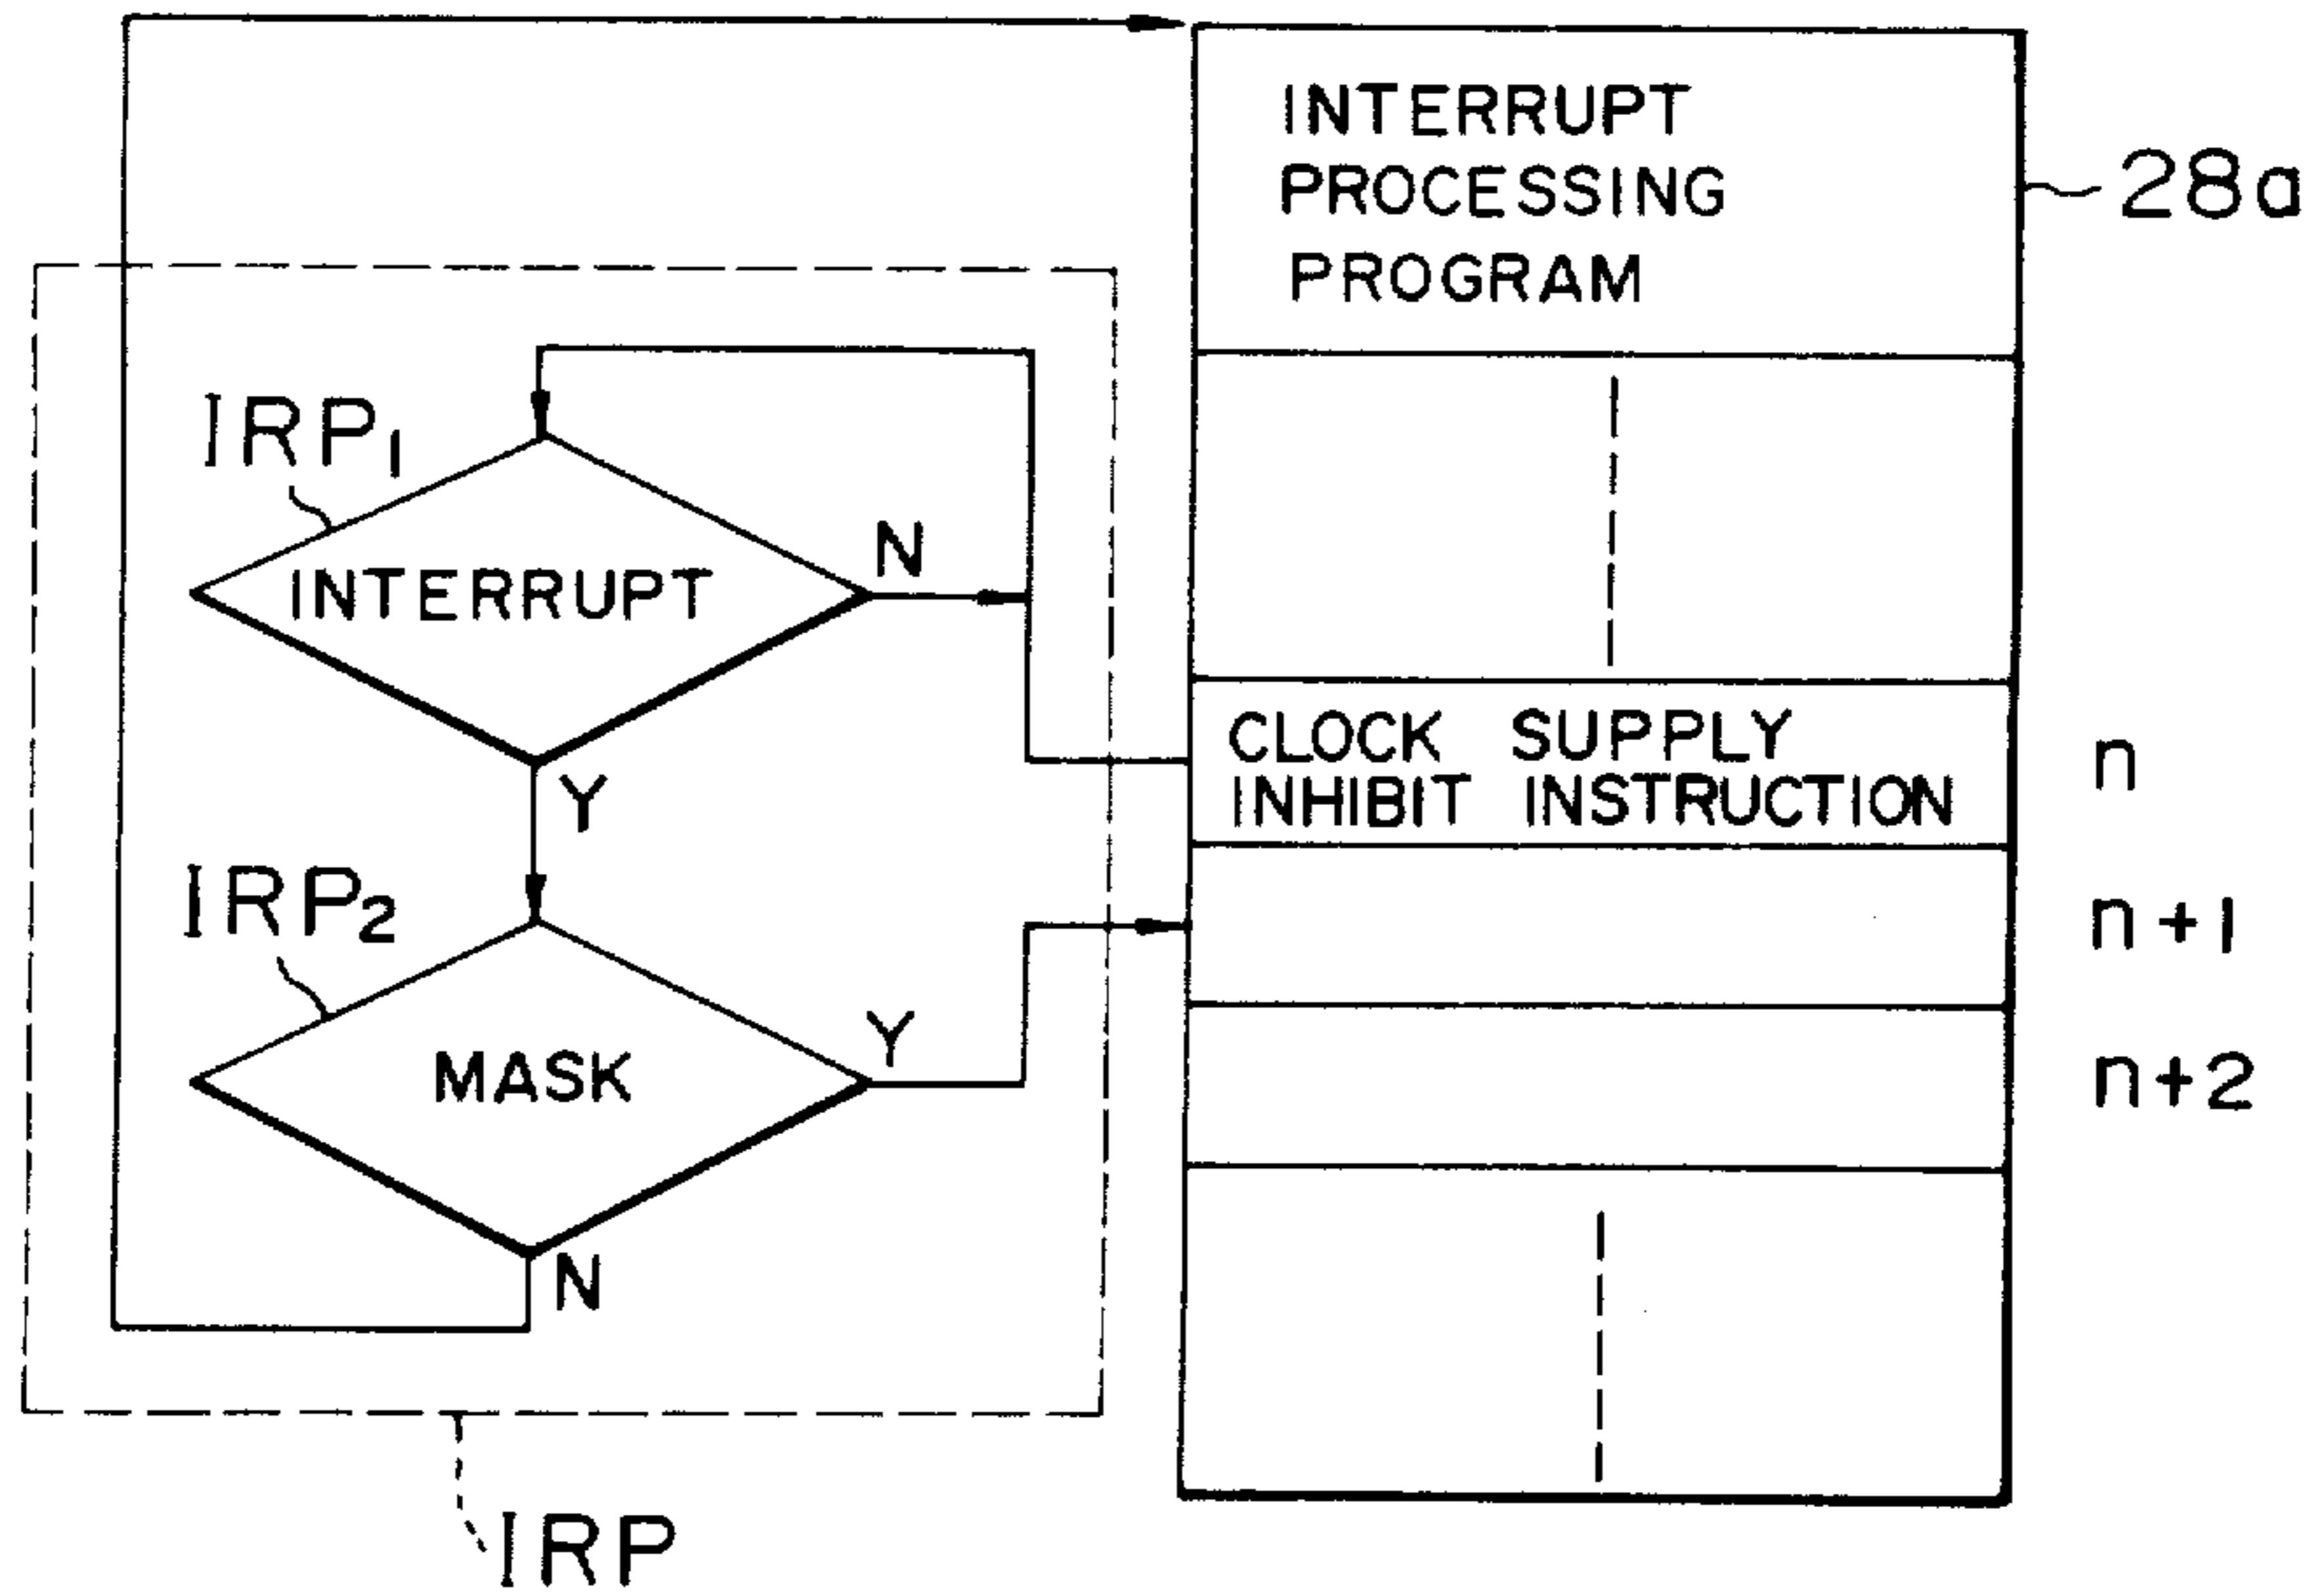 INTERRUPT
PROCESSING
PROGRAM
28a
IRP1
INTERRUPT
N
Y
CLOCK SUPPLY
INHIBIT INSTRUCTION
n
IRP2
n+1
MASK
Y
n+2
N
IRP